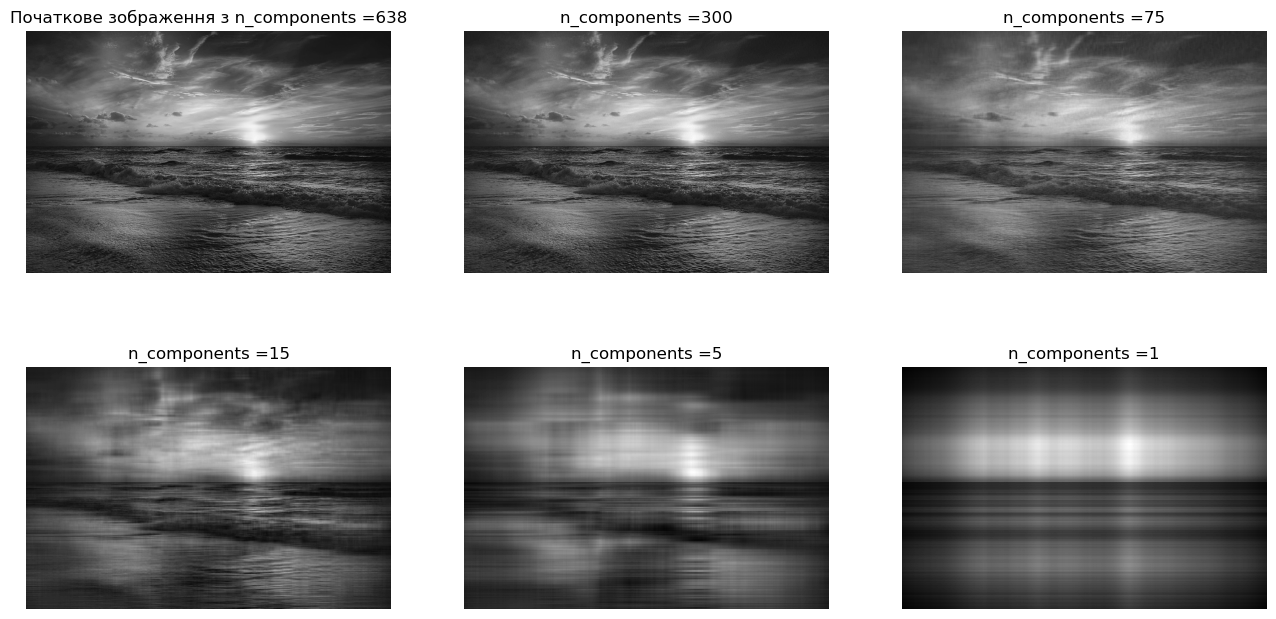 Початкове зображення з n_components =638
n_components =300
n_components =75
n_components =15
n_components =5
n_components =1